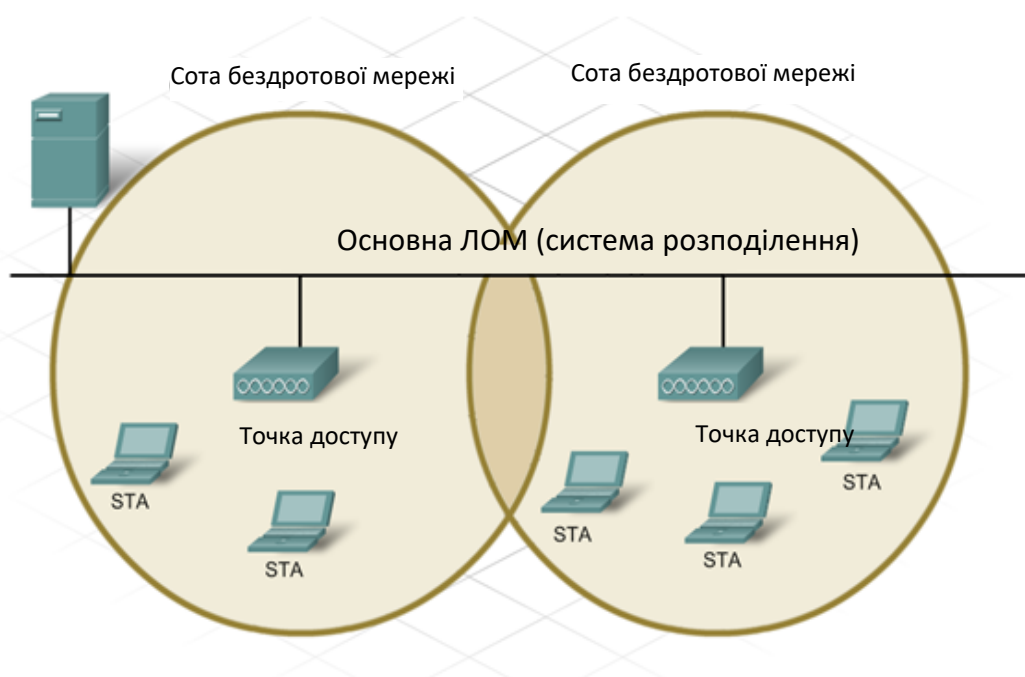 Сота бездротової мережі
Сота бездротової мережі
Основна ЛОМ (система розподілення)
Точка доступу
Точка доступу
STA
STA
STA
STA
STA